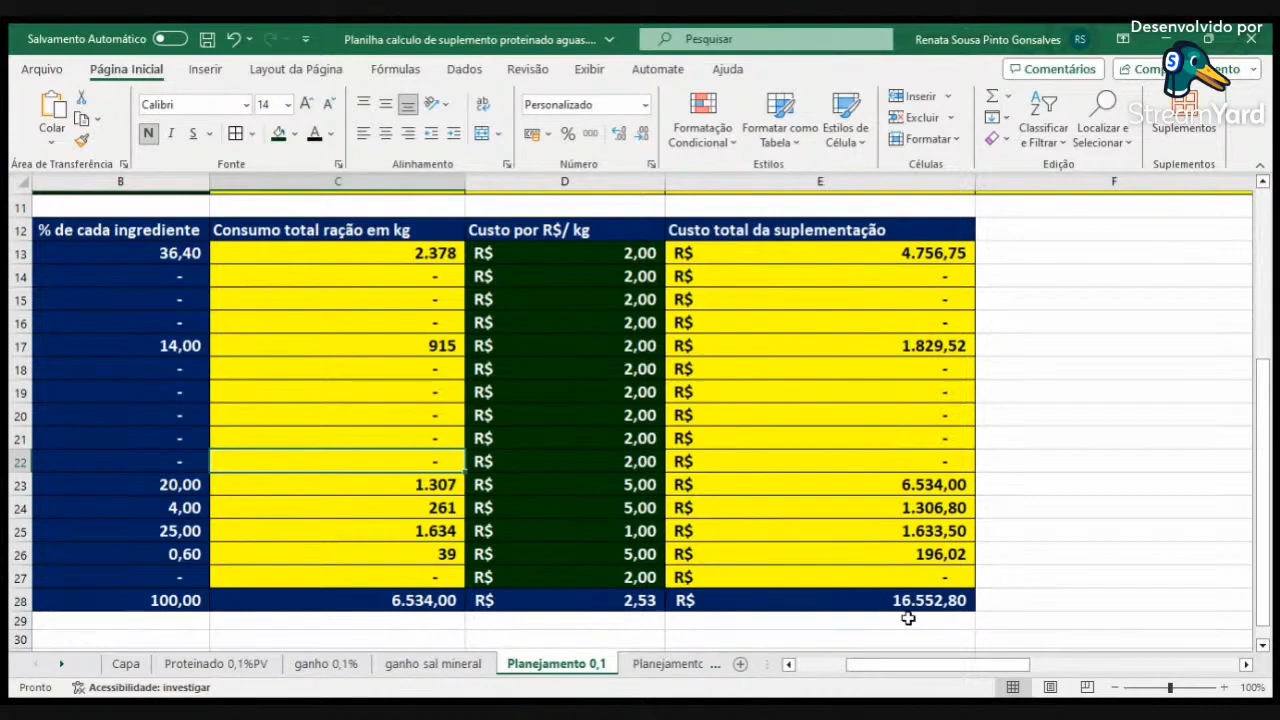 Desenvolvido por
StreamYard
Salvamento Automático
Planilha calculo de suplemento proteinado aguas....
Pesquisar
Renata Sousa Pinto Gonsalves
RS
Arquivo
Página Inicial
Inserir
Layout da Página
Fórmulas
Dados
Revisão
Exibir
Automate
Ajuda
Comentários
Colar
Calibri
14
N I S
Personalizado
% 000
Formatação Condicional
Formatar como Tabela
Estilos de Célula
Inserir
Excluir
Formatar
Classificar e Filtrar
Localizar e Selecionar
Suplementos
Área de Transferência
Fonte
Alinhamento
Número
Estilos
Células
Edição
Suplementos
B C D E F
11
12 % de cada ingrediente Consumo total ração em kg Custo por R$/ kg Custo total da suplementação
13 36,40 2.378 R$ 2,00 R$ 4.756,75
14 - - R$ 2,00 R$ -
15 - - R$ 2,00 R$ -
16 - - R$ 2,00 R$ -
17 14,00 915 R$ 2,00 R$ 1.829,52
18 - - R$ 2,00 R$ -
19 - - R$ 2,00 R$ -
20 - - R$ 2,00 R$ -
21 - - R$ 2,00 R$ -
22 - - R$ 2,00 R$ -
23 20,00 1.307 R$ 5,00 R$ 6.534,00
24 4,00 261 R$ 5,00 R$ 1.306,80
25 25,00 1.634 R$ 1,00 R$ 1.633,50
26 0,60 39 R$ 5,00 R$ 196,02
27 - - R$ 2,00 R$ -
28 100,00 6.534,00 R$ 2,53 R$ 16.552,80
29
30
Capa
Proteinado 0,1%PV
ganho 0,1%
ganho sal mineral
Planejamento 0,1
Planejamentc ...
Pronto
Acessibilidade: investigar
100%